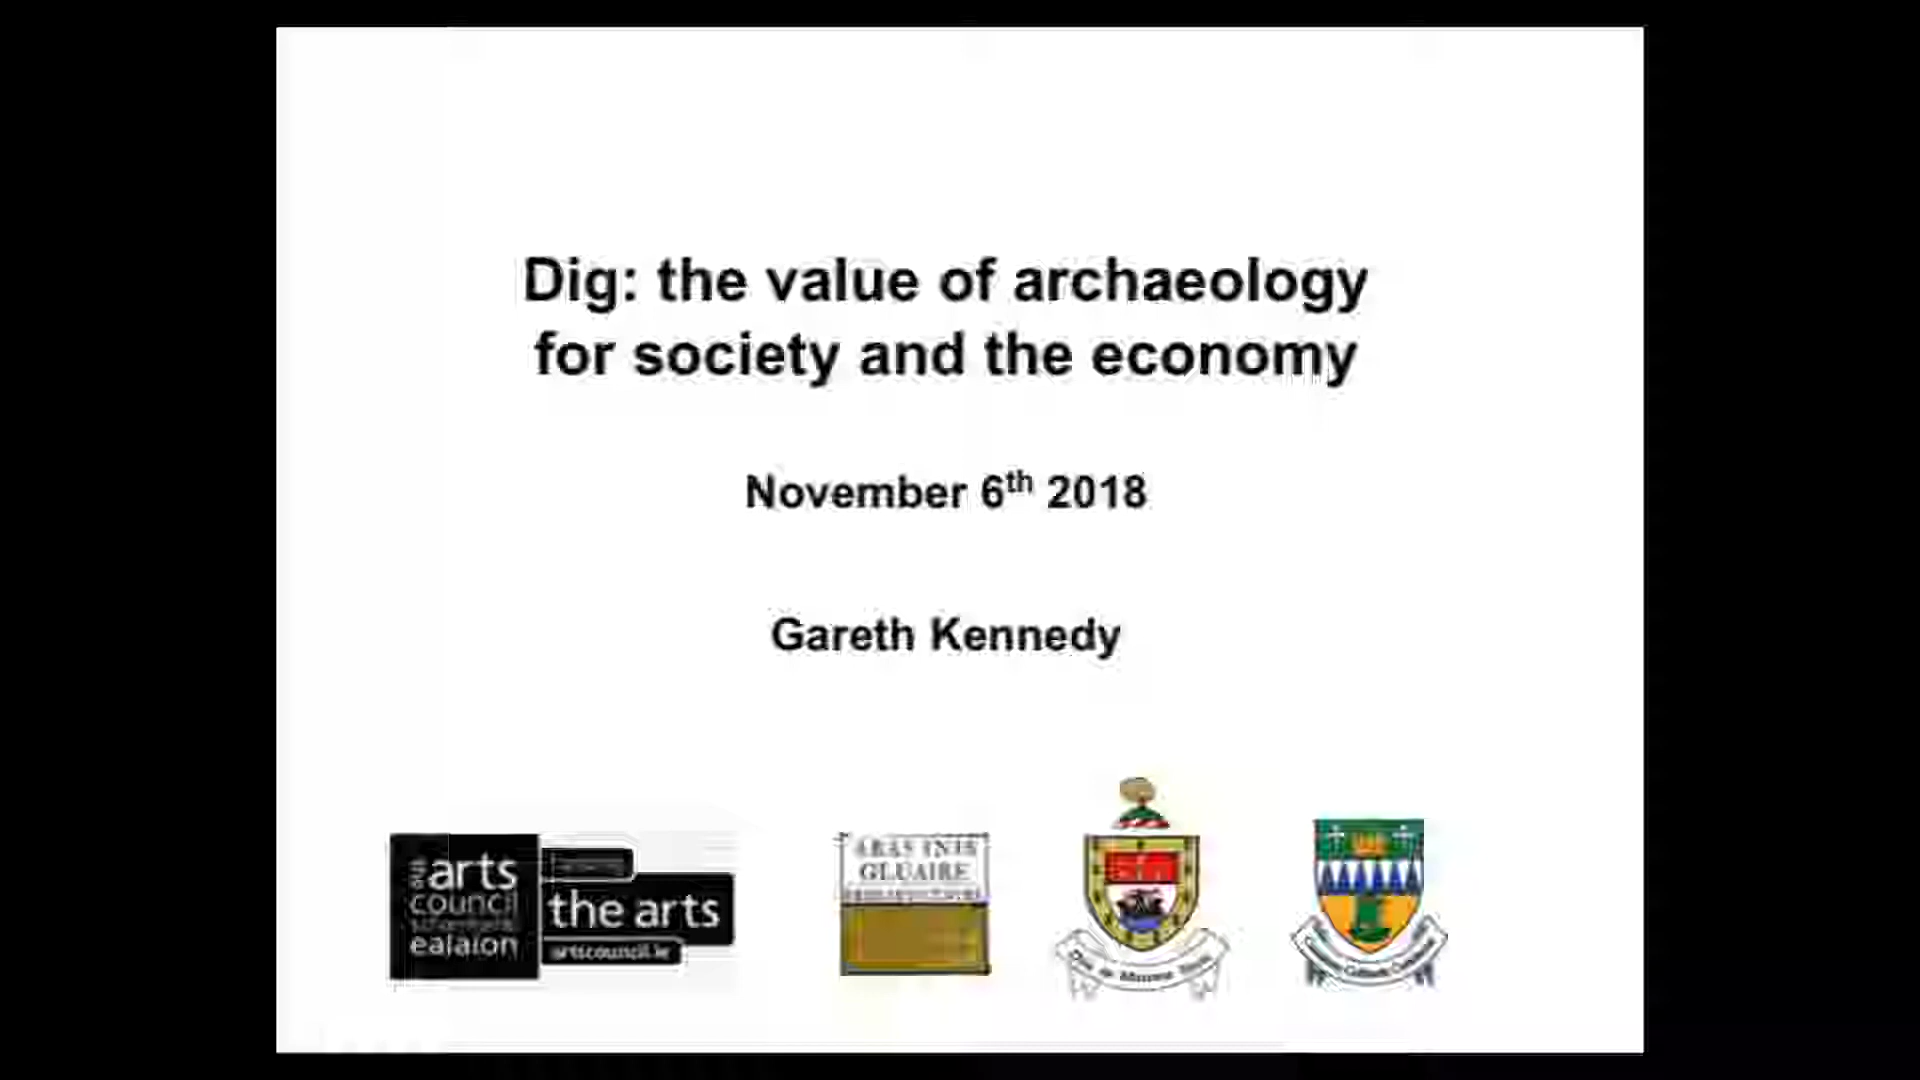 Dig: the value of archaeology
for society and the economy
November 6th 2018
Gareth Kennedy
arts
council
ealaíon
the arts
artscouncil.ie
ÁRAS INIS
GLUAIRE